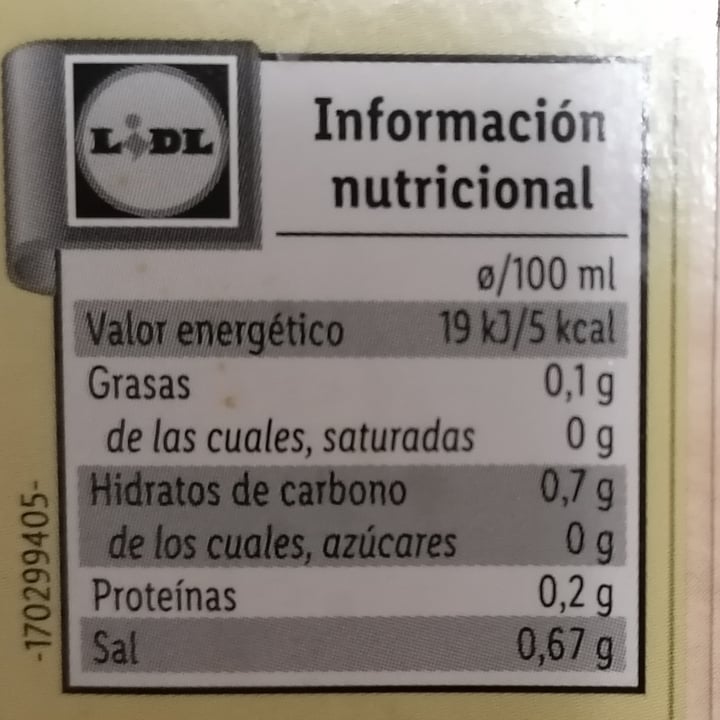 LIDL
Información
nutricional
ø/100 ml
Valor energético 19 kJ/5 kcal
Grasas 0,1 g
de las cuales, saturadas 0 g
Hidratos de carbono 0,7 g
de los cuales, azúcares 0 g
Proteínas 0,2 g
Sal 0,67 g
-170299405-